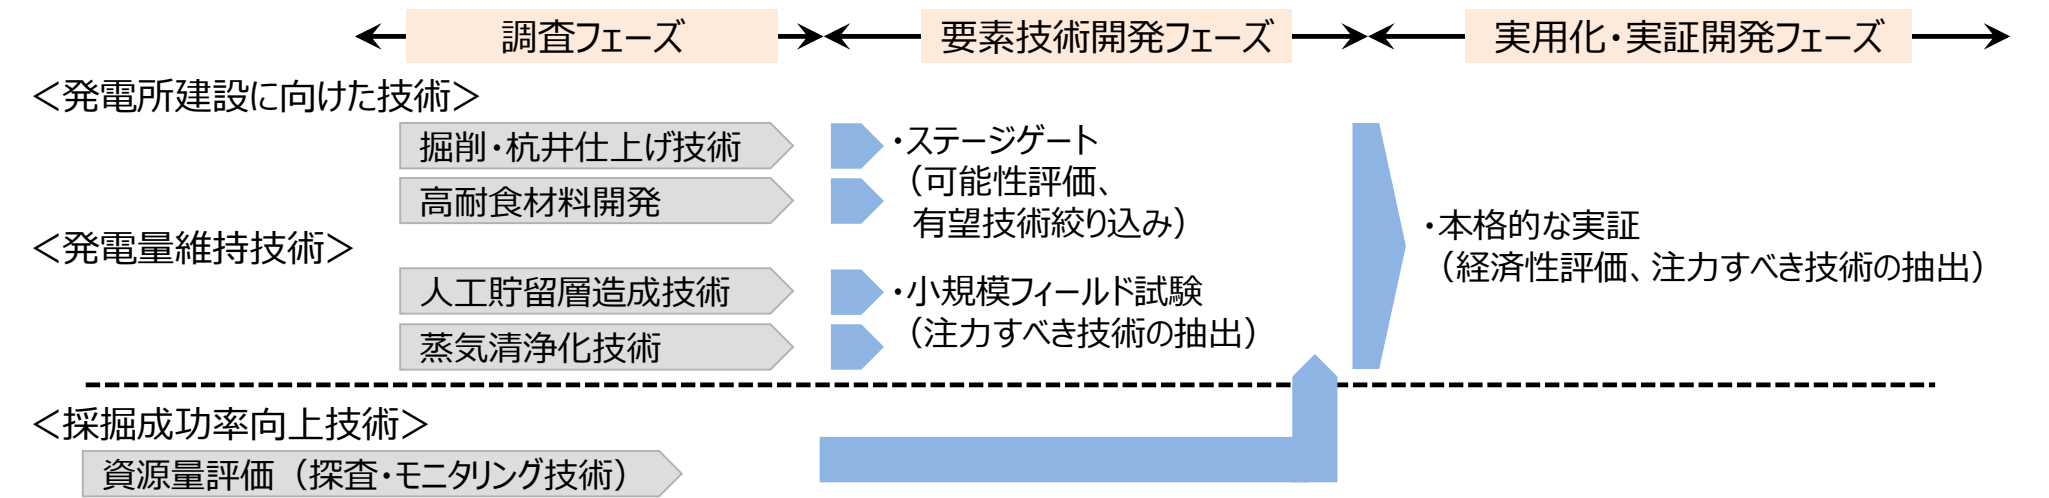 調査フェーズ
要素技術開発フェーズ
実用化・実証開発フェーズ
＜発電所建設に向けた技術＞
掘削・杭井仕上げ技術
高耐食材料開発
・ステージゲート
（可能性評価、
有望技術絞り込み）
＜発電量維持技術＞
人工貯留層造成技術
蒸気清浄化技術
・小規模フィールド試験
（注力すべき技術の抽出）
・本格的な実証
（経済性評価、注力すべき技術の抽出）
＜採掘成功率向上技術＞
資源量評価（探査・モニタリング技術）